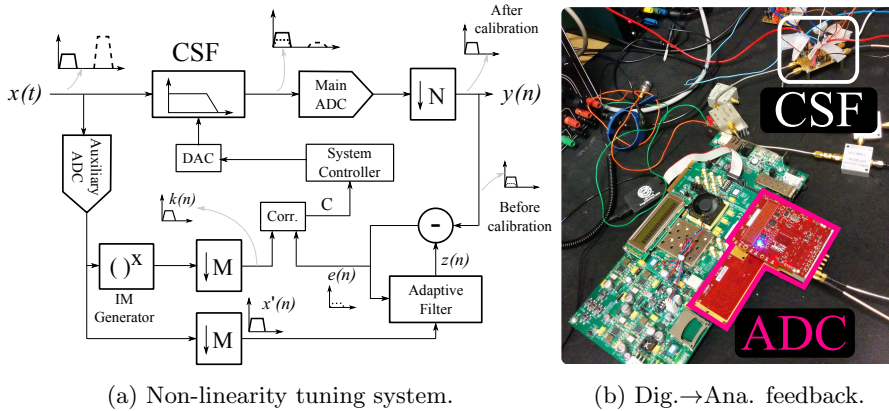 After
calibration
CSF
x(t)
Main
ADC
↓ N
y(n)
Auxiliary
ADC
DAC
System
Controller
k(n)
Corr.
C
Before
calibration
-
( )^X
↓ M
e(n)
z(n)
IM
Generator
Adaptive
Filter
x'(n)
↓ M
CSF
ADC
(a) Non-linearity tuning system.
(b) Dig.→Ana. feedback.